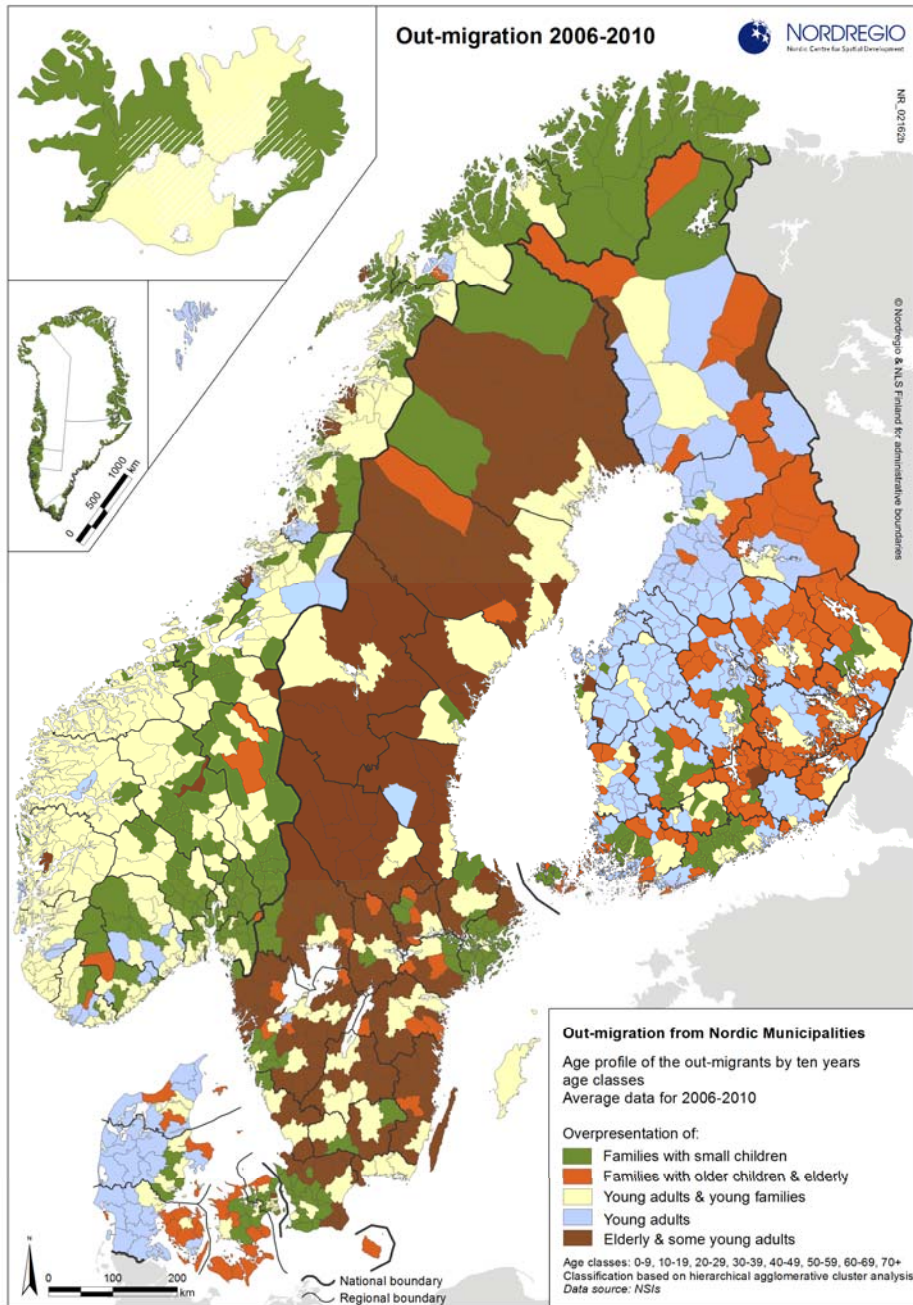 Out-migration 2006-2010
NORDREGIO
Nordic Centre for Spatial Development
NR_02162b
© Nordregio & NLS Finland for administrative boundaries
0 500 1000
km
Out-migration from Nordic Municipalities
Age profile of the out-migrants by ten years
age classes
Average data for 2006-2010
Overpresentation of:
Families with small children
Families with older children & elderly
Young adults & young families
Young adults
Elderly & some young adults
Age classes: 0-9, 10-19, 20-29, 30-39, 40-49, 50-59, 60-69, 70+
Classification based on hierarchical agglomerative cluster analysis
Data source: NSIs
N
0 100 200
km
National boundary
Regional boundary